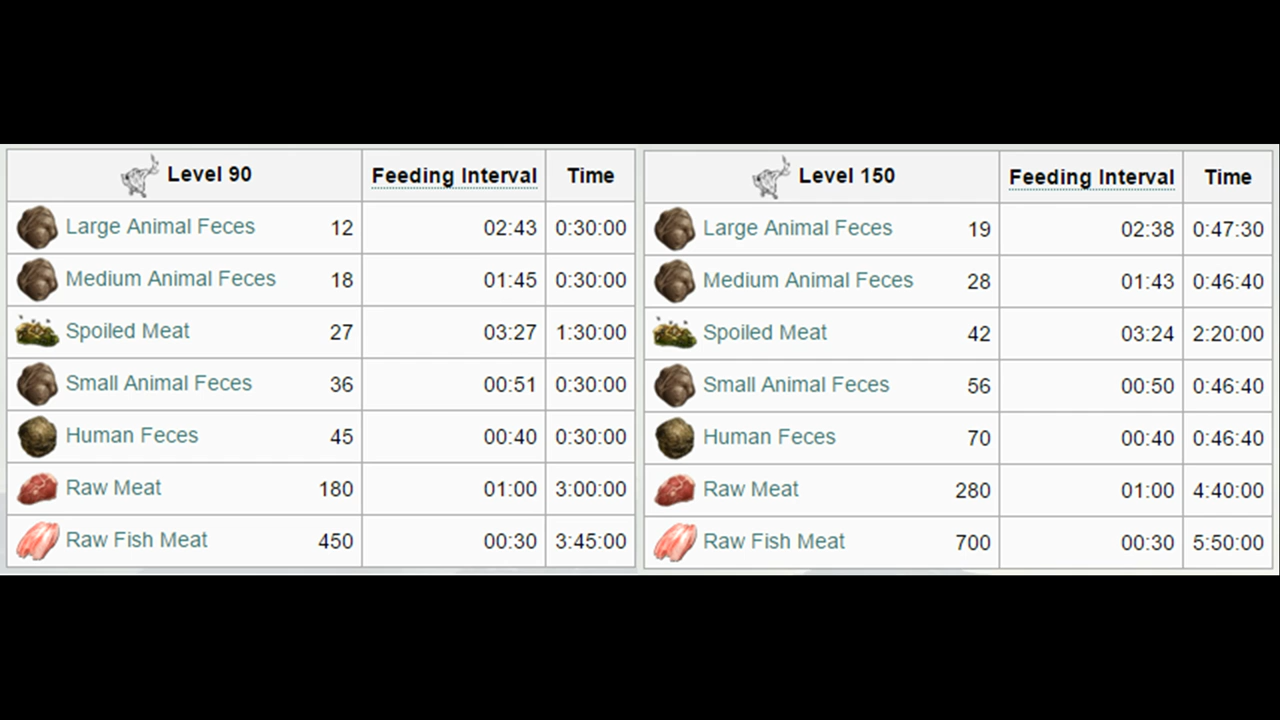 Level 90 Feeding Interval Time
Large Animal Feces 12 02:43 0:30:00
Medium Animal Feces 18 01:45 0:30:00
Spoiled Meat 27 03:27 1:30:00
Small Animal Feces 36 00:51 0:30:00
Human Feces 45 00:40 0:30:00
Raw Meat 180 01:00 3:00:00
Raw Fish Meat 450 00:30 3:45:00
Level 150 Feeding Interval Time
Large Animal Feces 19 02:38 0:47:30
Medium Animal Feces 28 01:43 0:46:40
Spoiled Meat 42 03:24 2:20:00
Small Animal Feces 56 00:50 0:46:40
Human Feces 70 00:40 0:46:40
Raw Meat 280 01:00 4:40:00
Raw Fish Meat 700 00:30 5:50:00